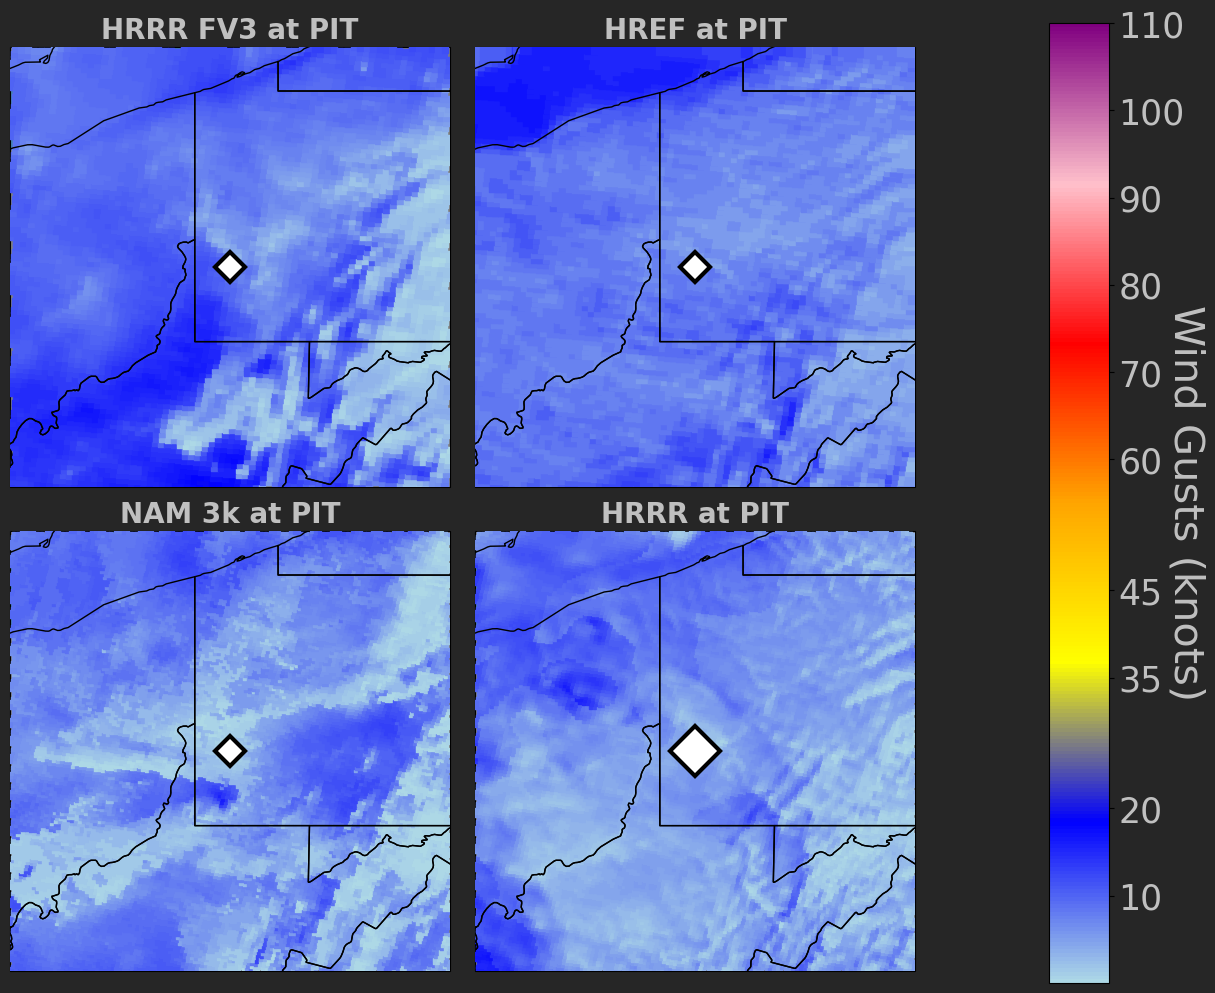 HRRR FV3 at PIT
HREF at PIT
NAM 3k at PIT
HRRR at PIT
110
100
90
80
70
60
45
35
20
10
Wind Gusts (knots)